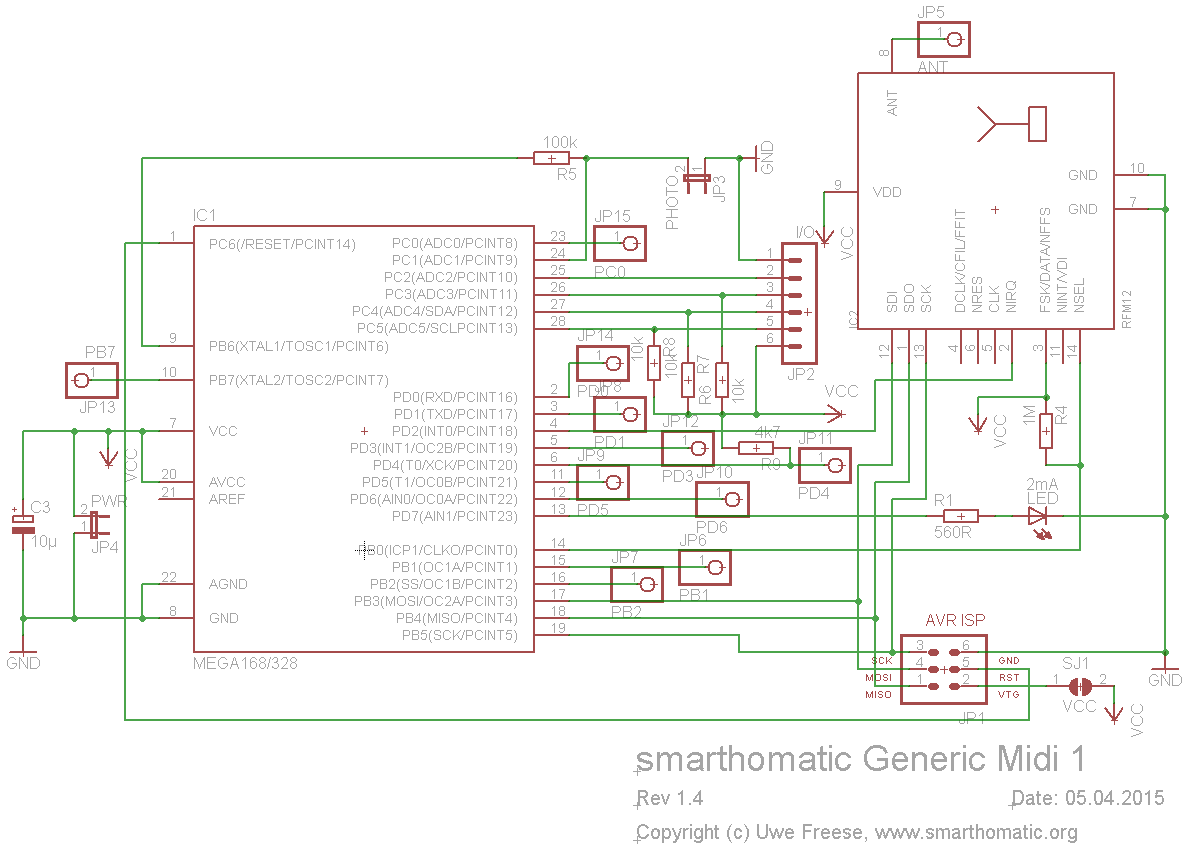 JP5
1
ANT
8
ANT
GND 10
GND 7
9 VDD
VCC
SDI
SDO
SCK
DCLK/CFIL/FFIT
NRES
CLK
NIRQ
FSK/DATA/NFFS
NINT/VDI
NSEL
IC2
RFM12
12
1
13
4
6
5
2
3
11
14
100k
R5
PHOTO
2
1
JP3
GND
I/O
1
2
3
4
5
6
JP2
IC1
1 PC6(/RESET/PCINT14)
9 PB6(XTAL1/TOSC1/PCINT6)
10 PB7(XTAL2/TOSC2/PCINT7)
7 VCC
20 AVCC
21 AREF
22 AGND
8 GND
PC0(ADC0/PCINT8) 23
PC1(ADC1/PCINT9) 24
PC2(ADC2/PCINT10) 25
PC3(ADC3/PCINT11) 26
PC4(ADC4/SDA/PCINT12) 27
PC5(ADC5/SCLPCINT13) 28
PD0(RXD/PCINT16) 2
PD1(TXD/PCINT17) 3
PD2(INT0/PCINT18) 4
PD3(INT1/OC2B/PCINT19) 5
PD4(T0/XCK/PCINT20) 6
PD5(T1/OC0B/PCINT21) 11
PD6(AIN0/OC0A/PCINT22) 12
PD7(AIN1/PCINT23) 13
PB0(ICP1/CLKO/PCINT0) 14
PB1(OC1A/PCINT1) 15
PB2(SS/OC1B/PCINT2) 16
PB3(MOSI/OC2A/PCINT3) 17
PB4(MISO/PCINT4) 18
PB5(SCK/PCINT5) 19
MEGA168/328
JP15
1
PC0
JP14
1
PD0
JP8
1
PD1
JP12
1
PD3
JP9
1
PD5
JP10
1
PD6
JP11
1
PD4
JP6
1
PB1
JP7
1
PB2
10k
R8
10k
R6
R7
10k
VCC
4k7
R9
PB7
1
JP13
VCC
C3
10µ
PWR
2
1
JP4
GND
VCC
1M
R4
R1
560R
2mA
LED
AVR ISP
3 6
4 5
1 2
SCK
MOSI
MISO
GND
RST
VTG
JP1
SJ1
1 2
VCC
VCC
GND
smarthomatic Generic Midi 1
Rev 1.4 Date: 05.04.2015
Copyright (c) Uwe Freese, www.smarthomatic.org